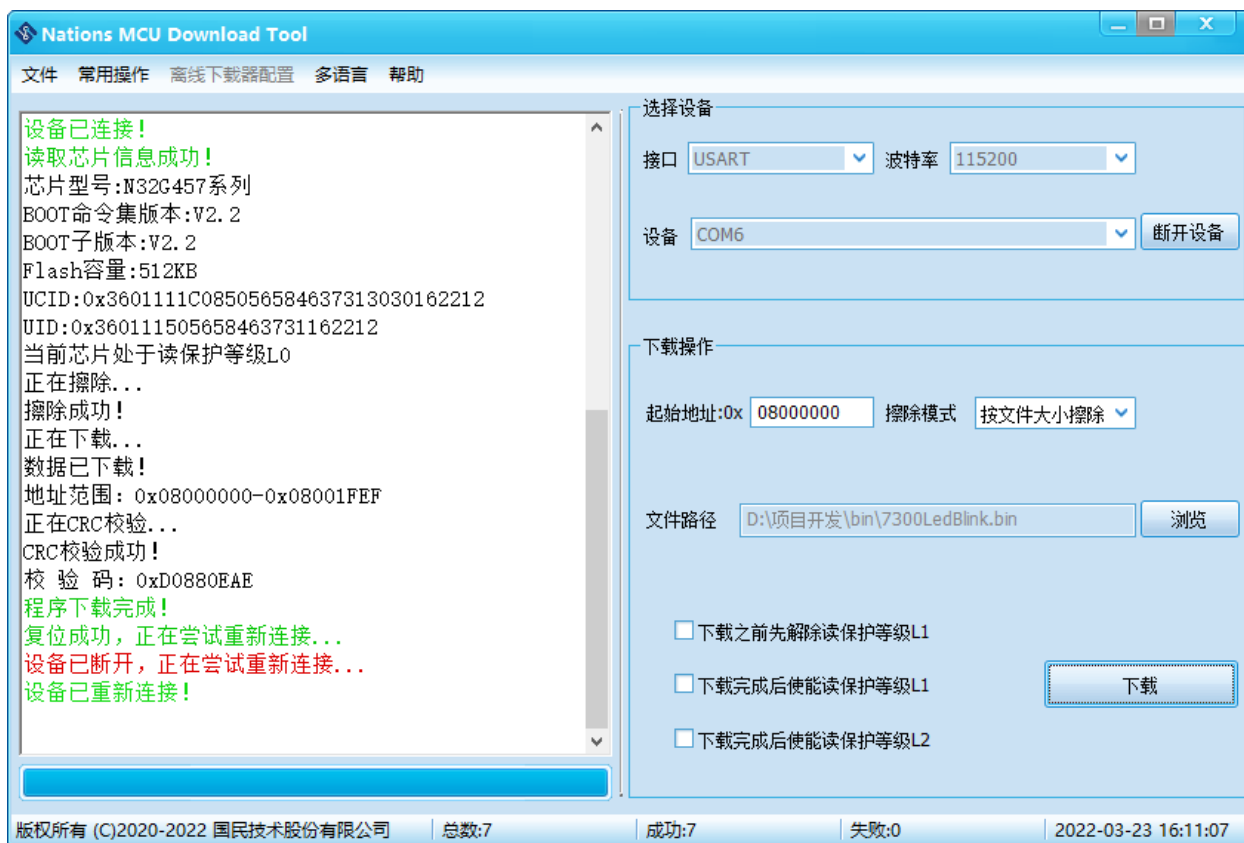 Nations MCU Download Tool
文件 常用操作 离线下载器配置 多语言 帮助
设备已连接!
读取芯片信息成功!
芯片型号:N32G457系列
BOOT命令集版本:V2.2
BOOT子版本:V2.2
Flash容量:512KB
UCID:0x3601111C085056584637313030162212
UID:0x360111505658463731162212
当前芯片处于读保护等级L0
正在擦除...
擦除成功!
正在下载...
数据已下载!
地址范围: 0x08000000-0x08001FEF
正在CRC校验...
CRC校验成功!
校 验 码: 0xD0880EAE
程序下载完成!
复位成功，正在尝试重新连接...
设备已断开，正在尝试重新连接...
设备已重新连接!
选择设备
接口 USART 波特率 115200
设备 COM6 断开设备
下载操作
起始地址:0x 08000000 擦除模式 按文件大小擦除
文件路径 D:\项目开发\bin\7300LedBlink.bin 浏览
下载之前先解除读保护等级L1
下载完成后使能读保护等级L1 下载
下载完成后使能读保护等级L2
版权所有 (C)2020-2022 国民技术股份有限公司 总数:7 成功:7 失败:0 2022-03-23 16:11:07